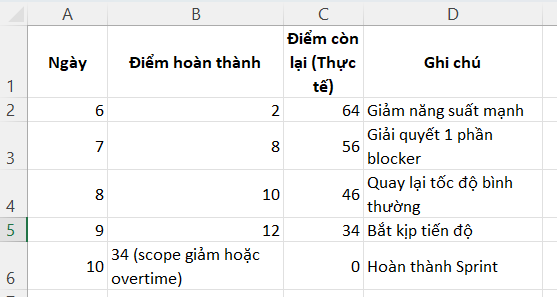 A B C D
1 Ngày Điểm hoàn thành Điểm còn lại (Thực tế) Ghi chú
2 6 2 64 Giảm năng suất mạnh
3 7 8 56 Giải quyết 1 phần blocker
4 8 10 46 Quay lại tốc độ bình thường
5 9 12 34 Bắt kịp tiến độ
6 10 34 (scope giảm hoặc overtime) 0 Hoàn thành Sprint